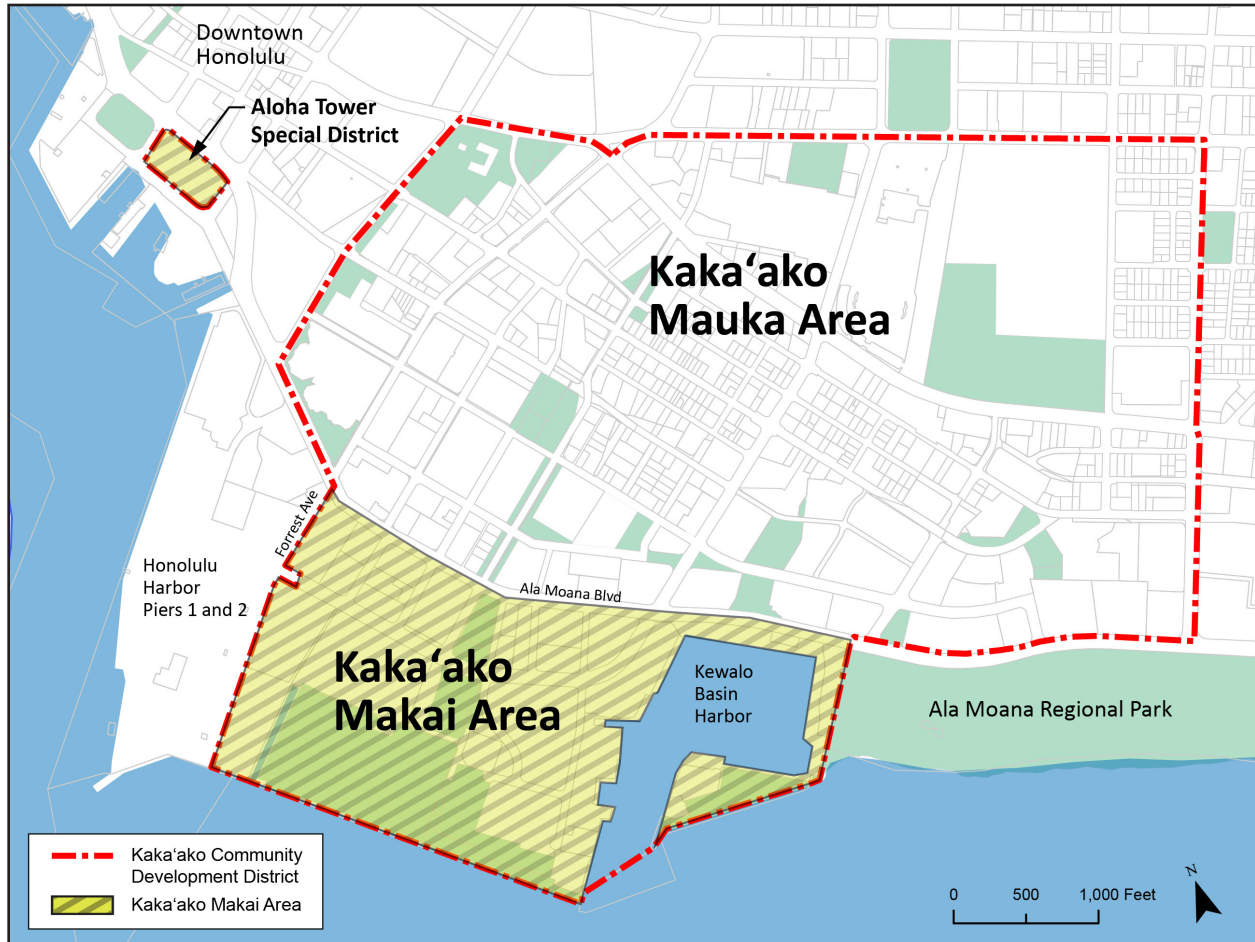 Downtown
Honolulu
Aloha Tower
Special District
Kaka‘ako
Mauka Area
Forrest Ave
Honolulu
Harbor
Piers 1 and 2
Ala Moana Blvd
Kaka‘ako
Makai Area
Kewalo
Basin
Harbor
Ala Moana Regional Park
Kaka‘ako Community
Development District
Kaka‘ako Makai Area
0 500 1,000 Feet
N